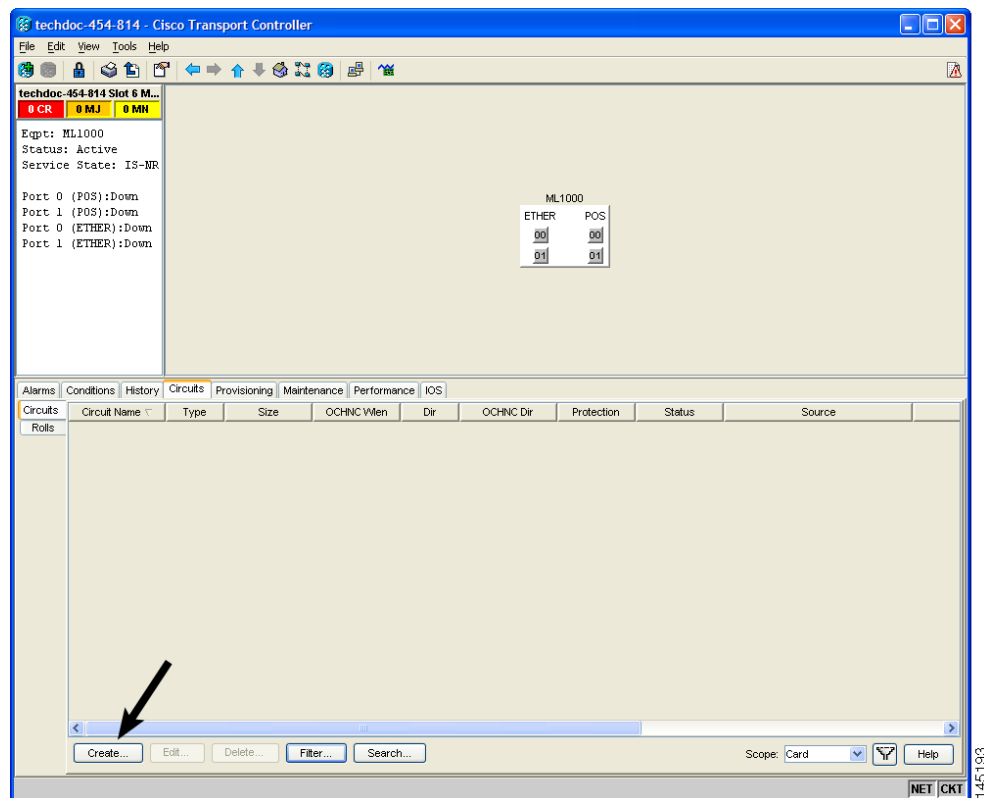 techdoc-454-814 - Cisco Transport Controller
File Edit View Tools Help
techdoc-454-814 Slot 6 M...
0 CR 0 MJ 0 MN
Eqpt: ML1000
Status: Active
Service State: IS-NR
Port 0 (POS):Down
Port 1 (POS):Down
Port 0 (ETHER):Down
Port 1 (ETHER):Down
ML1000
ETHER POS
00 00
01 01
Alarms Conditions History Circuits Provisioning Maintenance Performance IOS
Circuits Rolls
Circuit Name Type Size OCHNC Wlen Dir OCHNC Dir Protection Status Source
Create... Edit... Delete... Filter... Search... Scope: Card Help
NET CKT
145193